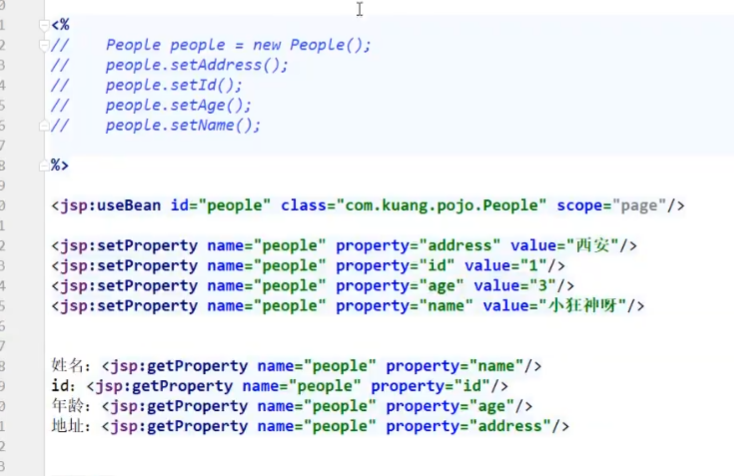 <%
//    People people = new People();
//    people.setAddress();
//    people.setId();
//    people.setAge();
//    people.setName();
%>
<jsp:useBean id="people" class="com.kuang.pojo.People" scope="page"/>
<jsp:setProperty name="people" property="address" value="西安"/>
<jsp:setProperty name="people" property="id" value="1"/>
<jsp:setProperty name="people" property="age" value="3"/>
<jsp:setProperty name="people" property="name" value="小狂神呀"/>
姓名：<jsp:getProperty name="people" property="name"/>
id：<jsp:getProperty name="people" property="id"/>
年龄：<jsp:getProperty name="people" property="age"/>
地址：<jsp:getProperty name="people" property="address"/>